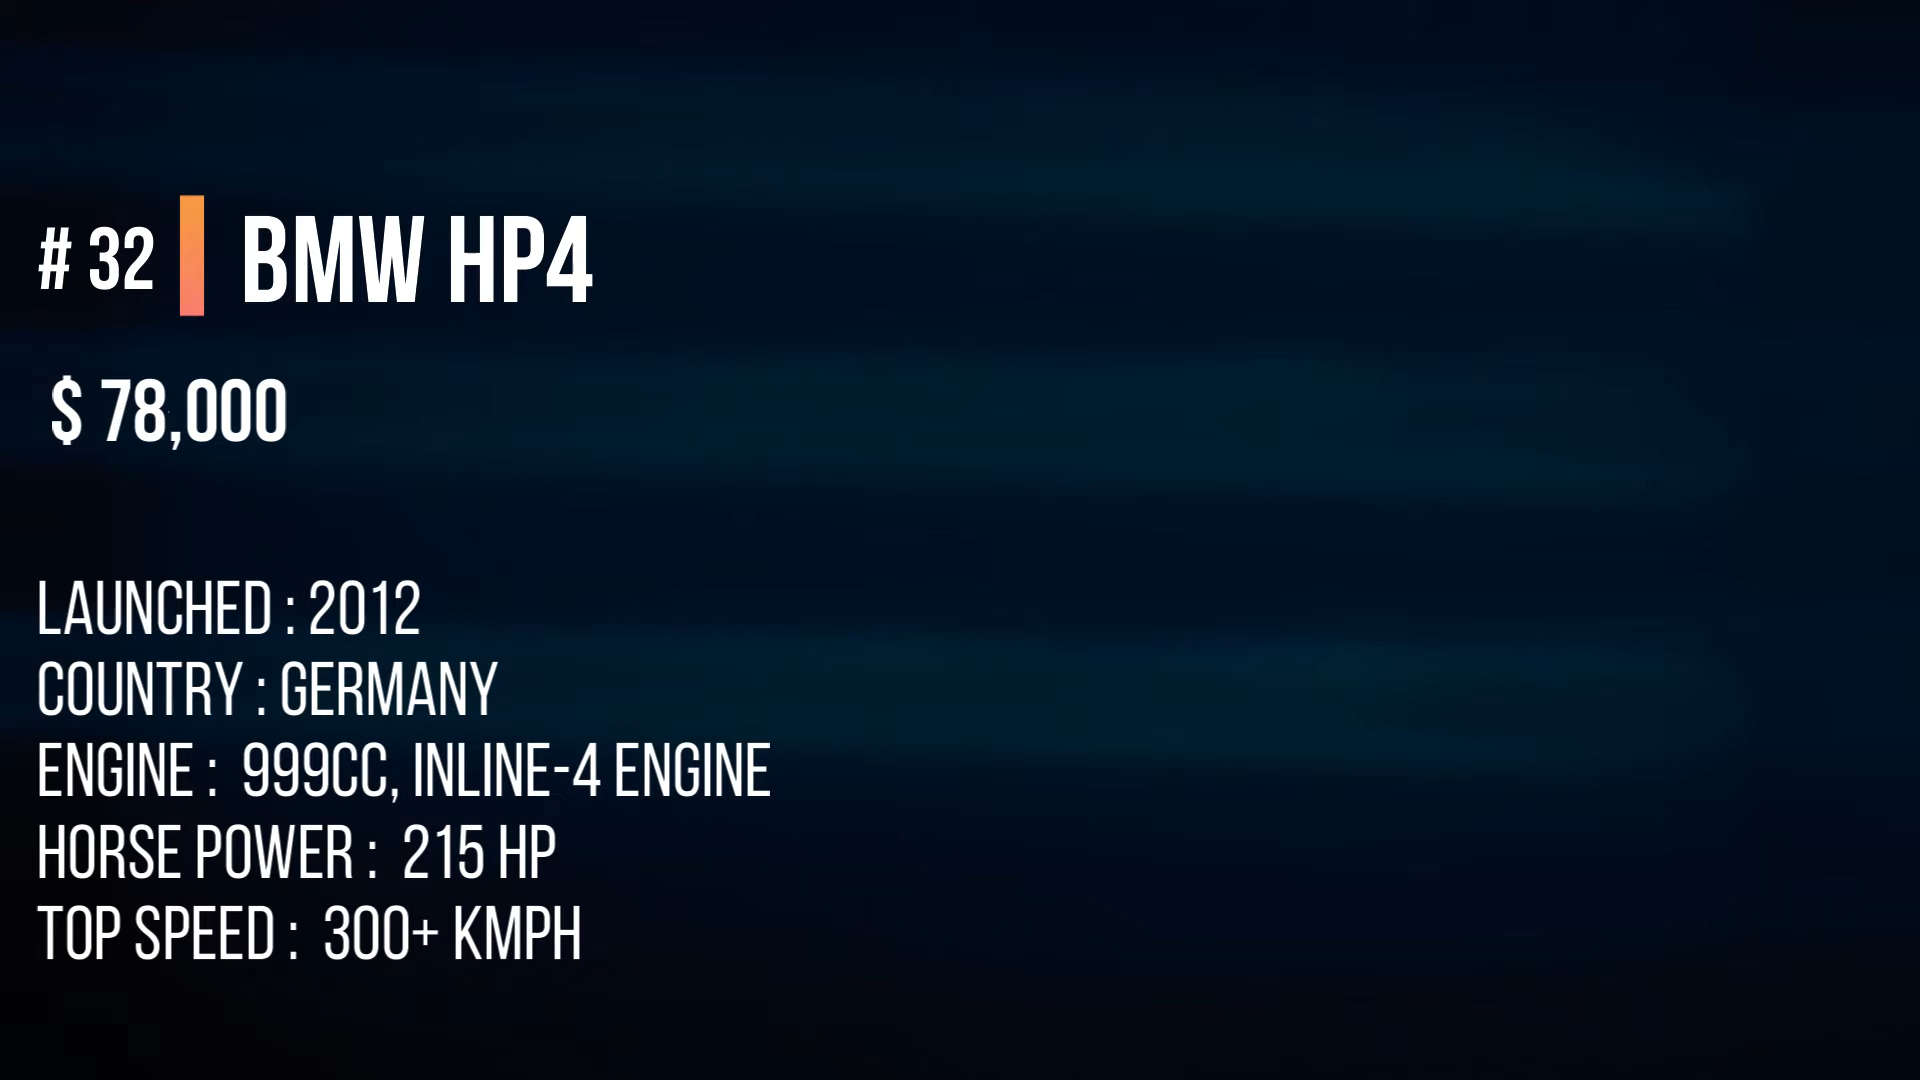 # 32 BMW HP4
$ 78,000
LAUNCHED : 2012
COUNTRY : GERMANY
ENGINE : 999CC, INLINE-4 ENGINE
HORSE POWER : 215 HP
TOP SPEED : 300+ KMPH